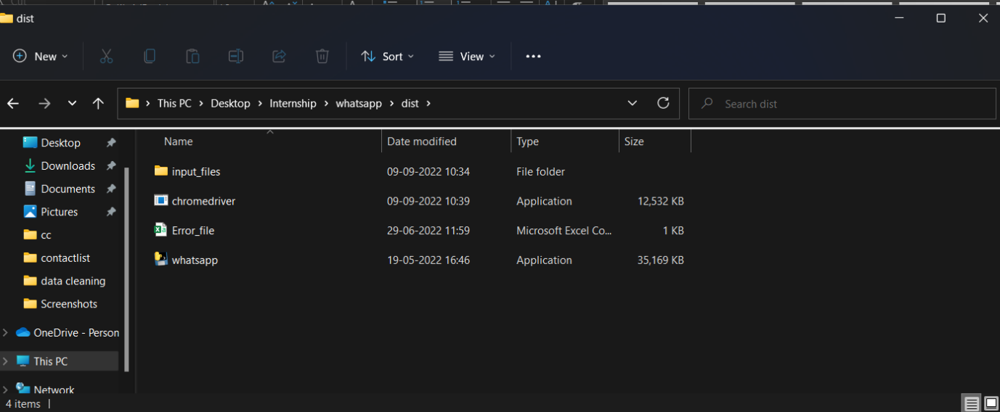 dist
New
Sort
View
This PC > Desktop > Internship > whatsapp > dist >
Search dist
Name Date modified Type Size
Desktop
Downloads
Documents
Pictures
cc
contactlist
data cleaning
Screenshots
OneDrive - Person
This PC
Network
input_files 09-09-2022 10:34 File folder
chromedriver 09-09-2022 10:39 Application 12,532 KB
Error_file 29-06-2022 11:59 Microsoft Excel Co... 1 KB
whatsapp 19-05-2022 16:46 Application 35,169 KB
4 items